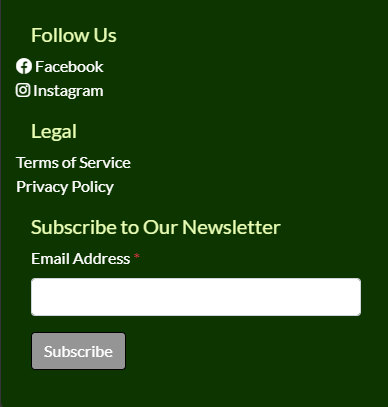 Follow Us
Facebook
Instagram
Legal
Terms of Service
Privacy Policy
Subscribe to Our Newsletter
Email Address *
Subscribe